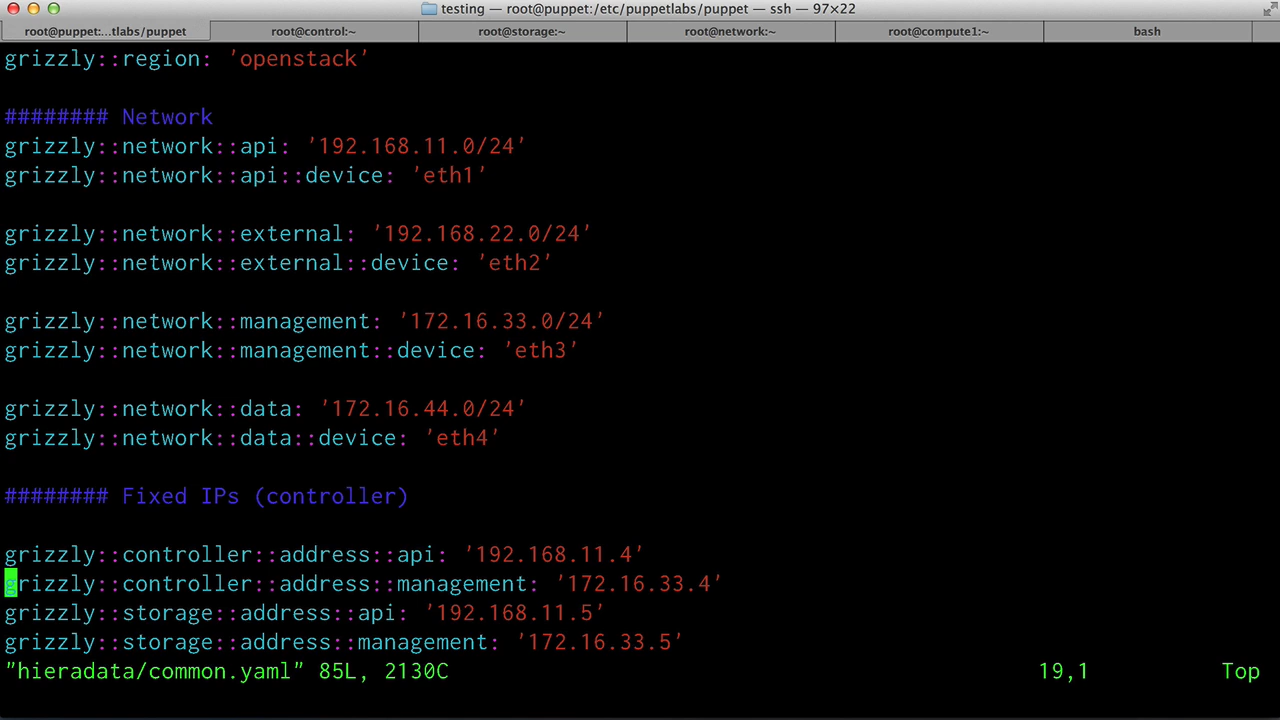 testing — root@puppet:/etc/puppetlabs/puppet — ssh — 97×22
root@puppet:...tlabs/puppet root@control:~ root@storage:~ root@network:~ root@compute1:~ bash
grizzly::region: 'openstack'
######## Network
grizzly::network::api: '192.168.11.0/24'
grizzly::network::api::device: 'eth1'
grizzly::network::external: '192.168.22.0/24'
grizzly::network::external::device: 'eth2'
grizzly::network::management: '172.16.33.0/24'
grizzly::network::management::device: 'eth3'
grizzly::network::data: '172.16.44.0/24'
grizzly::network::data::device: 'eth4'
######## Fixed IPs (controller)
grizzly::controller::address::api: '192.168.11.4'
grizzly::controller::address::management: '172.16.33.4'
grizzly::storage::address::api: '192.168.11.5'
grizzly::storage::address::management: '172.16.33.5'
"hieradata/common.yaml" 85L, 2130C 19,1 Top